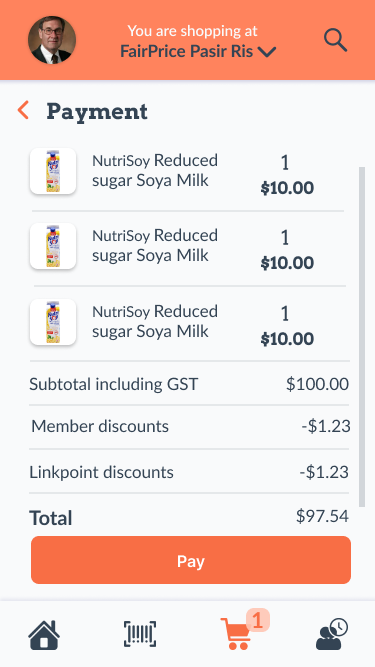 You are shopping at
FairPrice Pasir Ris
Payment
NutriSoy Reduced
sugar Soya Milk
1
$10.00
NutriSoy Reduced
sugar Soya Milk
1
$10.00
NutriSoy Reduced
sugar Soya Milk
1
$10.00
Subtotal including GST $100.00
Member discounts -$1.23
Linkpoint discounts -$1.23
Total $97.54
Pay
1